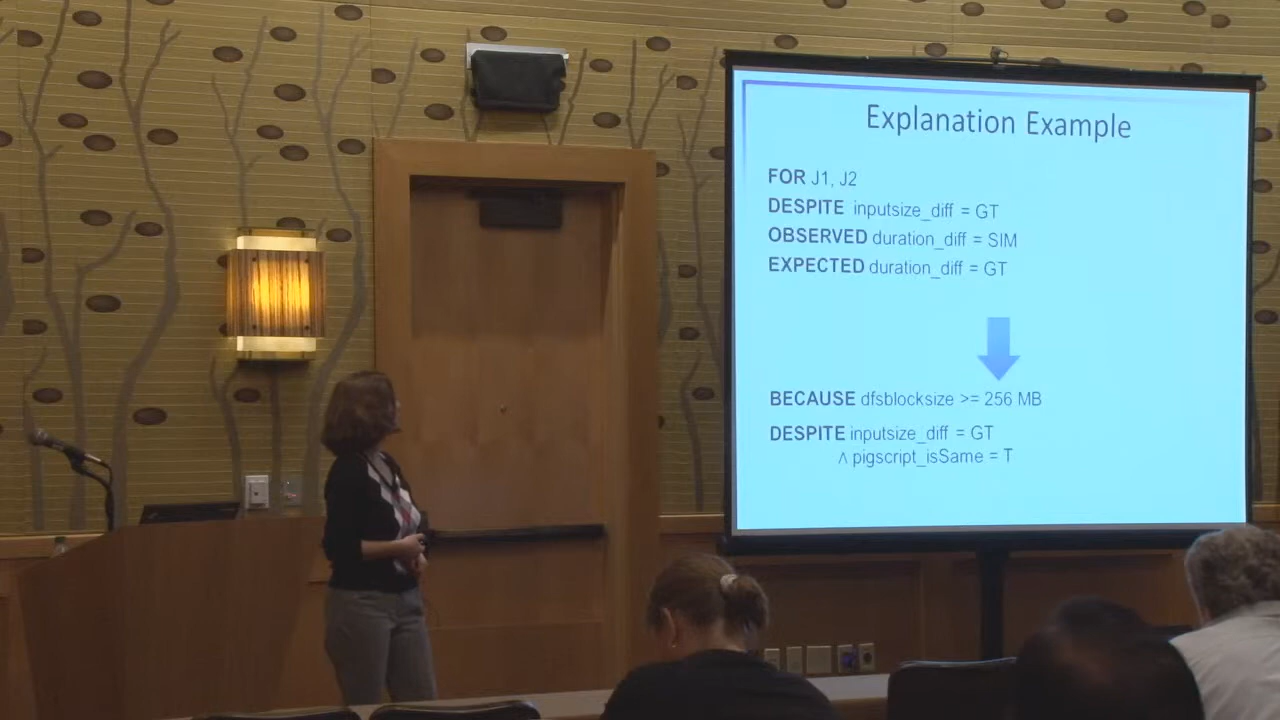 Explanation Example
FOR J1, J2
DESPITE inputsize_diff = GT
OBSERVED duration_diff = SIM
EXPECTED duration_diff = GT
BECAUSE dfsblocksize >= 256 MB
DESPITE inputsize_diff = GT
∧ pigscript_isSame = T